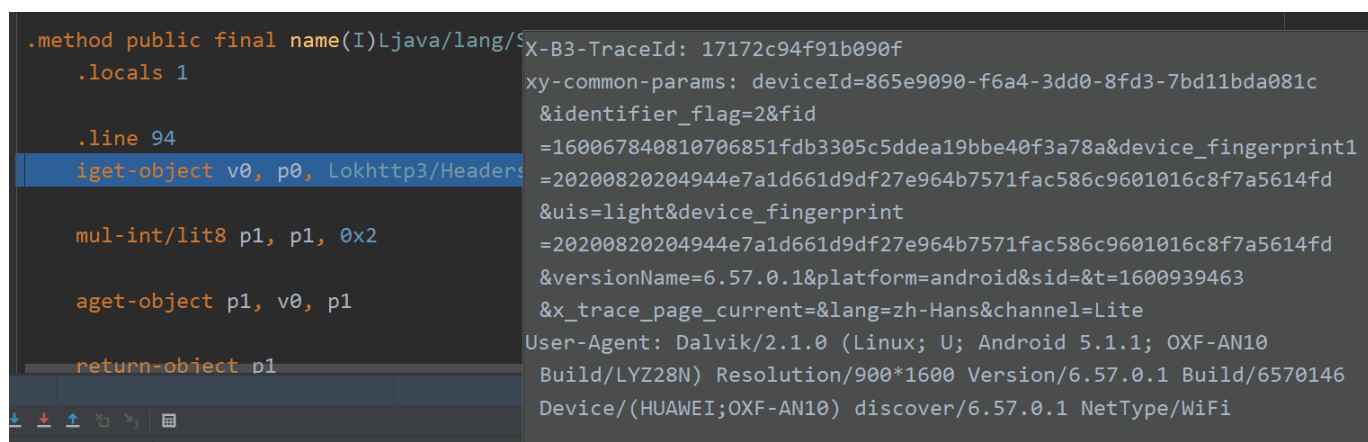 .method public final name(I)Ljava/lang/S
.locals 1
.line 94
iget-object v0, p0, Lokhttp3/Headers
mul-int/lit8 p1, p1, 0x2
aget-object p1, v0, p1
return-object p1
X-B3-TraceId: 17172c94f91b090f
xy-common-params: deviceId=865e9090-f6a4-3dd0-8fd3-7bd11bda081c
&identifier_flag=2&fid
=160067840810706851fdb3305c5ddea19bbe40f3a78a&device_fingerprint1
=20200820204944e7a1d661d9df27e964b7571fac586c9601016c8f7a5614fd
&uis=light&device_fingerprint
=20200820204944e7a1d661d9df27e964b7571fac586c9601016c8f7a5614fd
&versionName=6.57.0.1&platform=android&sid=&t=1600939463
&x_trace_page_current=&lang=zh-Hans&channel=Lite
User-Agent: Dalvik/2.1.0 (Linux; U; Android 5.1.1; OXF-AN10
Build/LYZ28N) Resolution/900*1600 Version/6.57.0.1 Build/6570146
Device/(HUAWEI;OXF-AN10) discover/6.57.0.1 NetType/WiFi